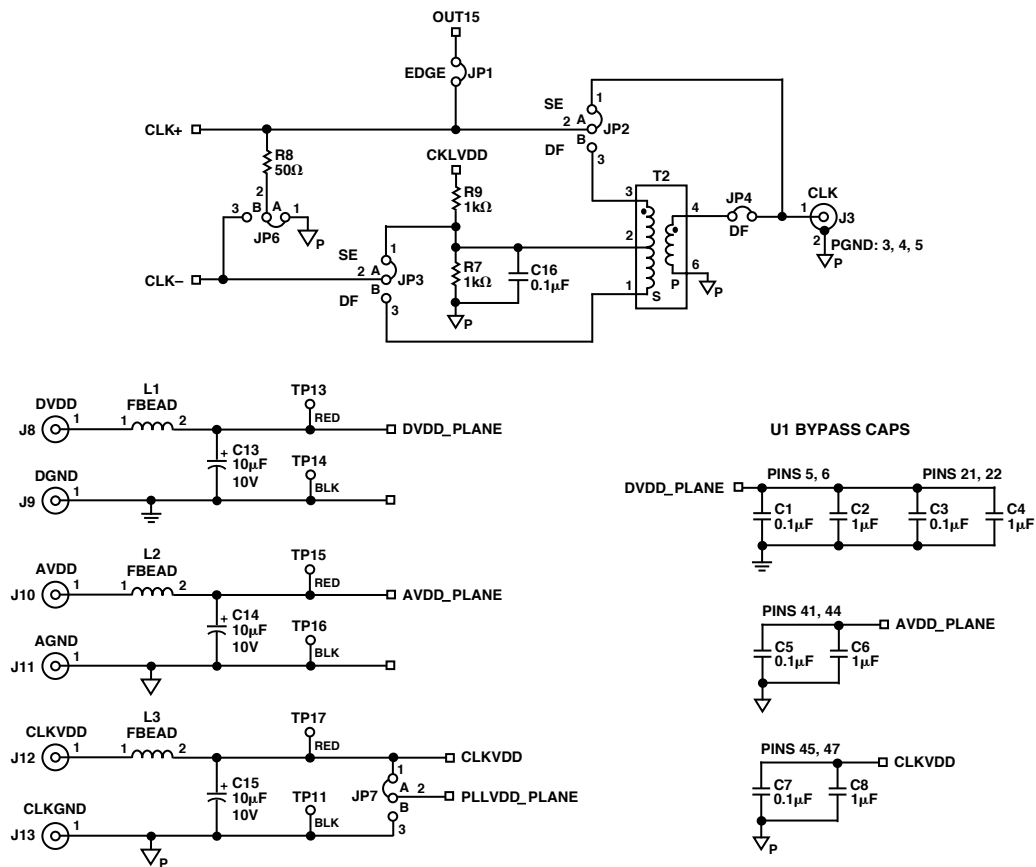 OUT15
EDGE JP1
CLK+
SE 1
2 A JP2
B
DF 3
R8
50Ω
2
3 B A 1
JP6
P
CKLVDD
R9
1kΩ
SE 1
2 A JP3
B
DF 3
CLK–
R7
1kΩ
P
C16
0.1µF
T2
3
2
1
S
4
P
6
P
JP4
DF
CLK
1
J3
2 PGND: 3, 4, 5
P
DVDD
J8 1
L1
FBEAD
1 2
TP13
RED
DVDD_PLANE
C13
+ 10µF
10V
DGND
J9 1
TP14
BLK
AVDD
J10 1
L2
FBEAD
1 2
TP15
RED
AVDD_PLANE
C14
+ 10µF
10V
AGND
J11 1
TP16
BLK
CLKVDD
J12 1
L3
FBEAD
1 2
TP17
RED
CLKVDD
C15
+ 10µF
10V
1
JP7 A 2 PLLVDD_PLANE
B
3
CLKGND
J13 1
TP11
BLK
P
U1 BYPASS CAPS
PINS 5, 6 PINS 21, 22
DVDD_PLANE
C1
0.1µF
C2
1µF
C3
0.1µF
C4
1µF
PINS 41, 44
AVDD_PLANE
C5
0.1µF
C6
1µF
PINS 45, 47
CLKVDD
C7
0.1µF
C8
1µF
P